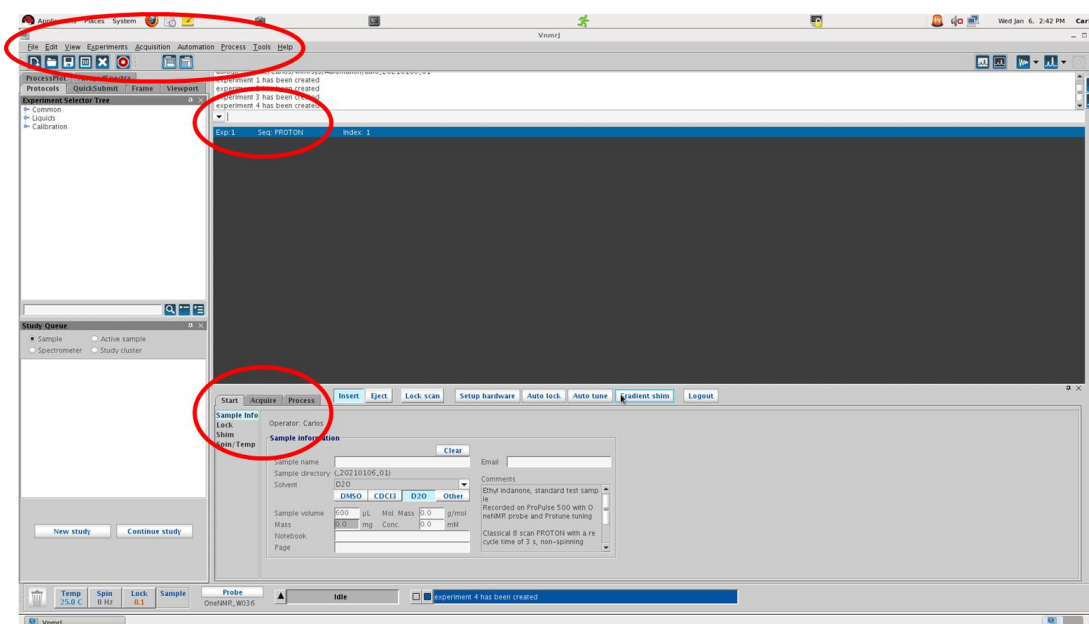 System
Wed Jan 6, 2:42 PM Car
VnmrJ
File Edit View Experiments Acquisition Automation Process Tools Help
ProcessPlot
Protocols QuickSubmit Frame Viewport
Experiment Selector Tree
Common
Liquids
Calibration
experiment 1 has been created
experiment 3 has been created
experiment 4 has been created
Exp:1 Seq: PROTON Index: 1
Study Queue
Sample Active sample
Spectrometer Study cluster
New study Continue study
Start Acquire Process Insert Eject Lock scan Setup hardware Auto lock Auto tune Gradient shim Logout
Sample Info
Lock
Shim
Spin/Temp
Operator: Carlos
Sample information
Clear
Sample name
Email
Sample directory (_20210106_01)
Comments
Solvent D2O
DMSO CDCl3 D2O Other
Ethyl indanone, standard test samp
le
Recorded on ProPulse 500 with O
neNMR probe and Protune tuning
Classical 8 scan PROTON with a re
cycle time of 3 s, non-spinning
Sample volume 600 µL Mol. Mass 0.0 g/mol
Mass 0.0 mg Conc. 0.0 mM
Notebook
Page
Temp Spin Lock Sample Probe
25.0 C 0 Hz 0.1 OneNMR_W036 Idle experiment 4 has been created
VnmrJ